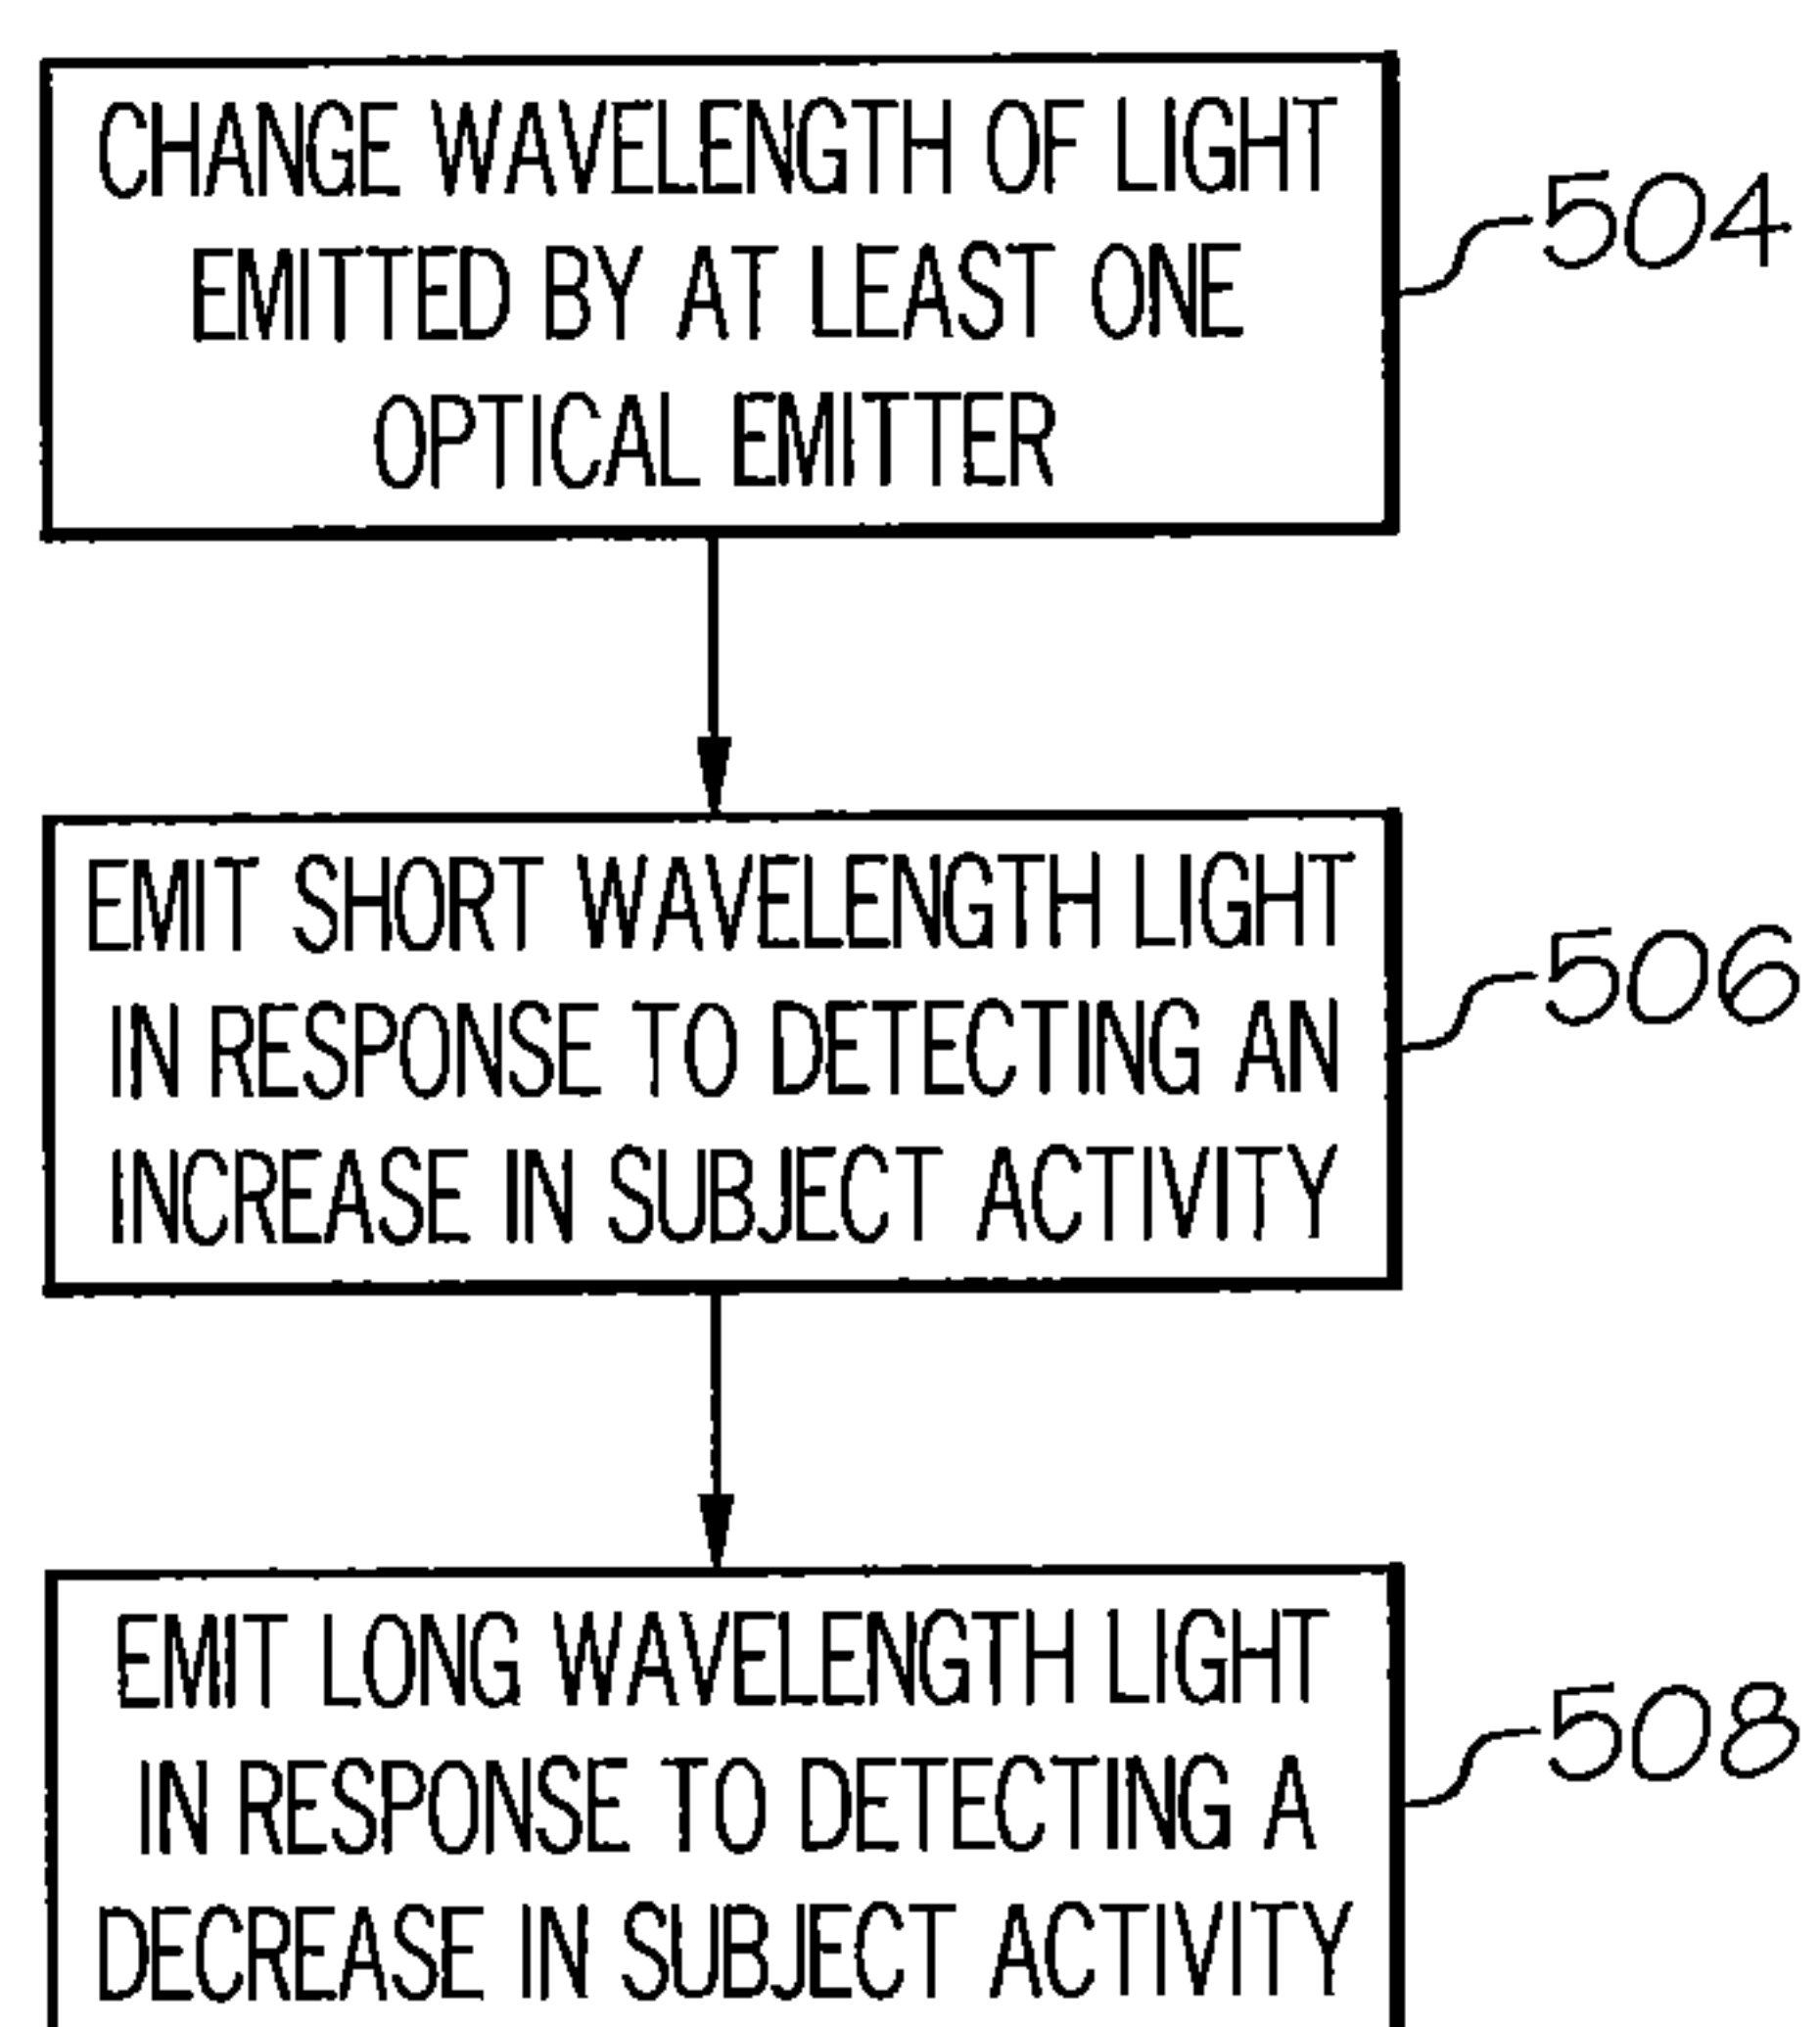 CHANGE WAVELENGTH OF LIGHT
EMITTED BY AT LEAST ONE
OPTICAL EMITTER
504
EMIT SHORT WAVELENGTH LIGHT
IN RESPONSE TO DETECTING AN
INCREASE IN SUBJECT ACTIVITY
506
EMIT LONG WAVELENGTH LIGHT
IN RESPONSE TO DETECTING A
DECREASE IN SUBJECT ACTIVITY
508